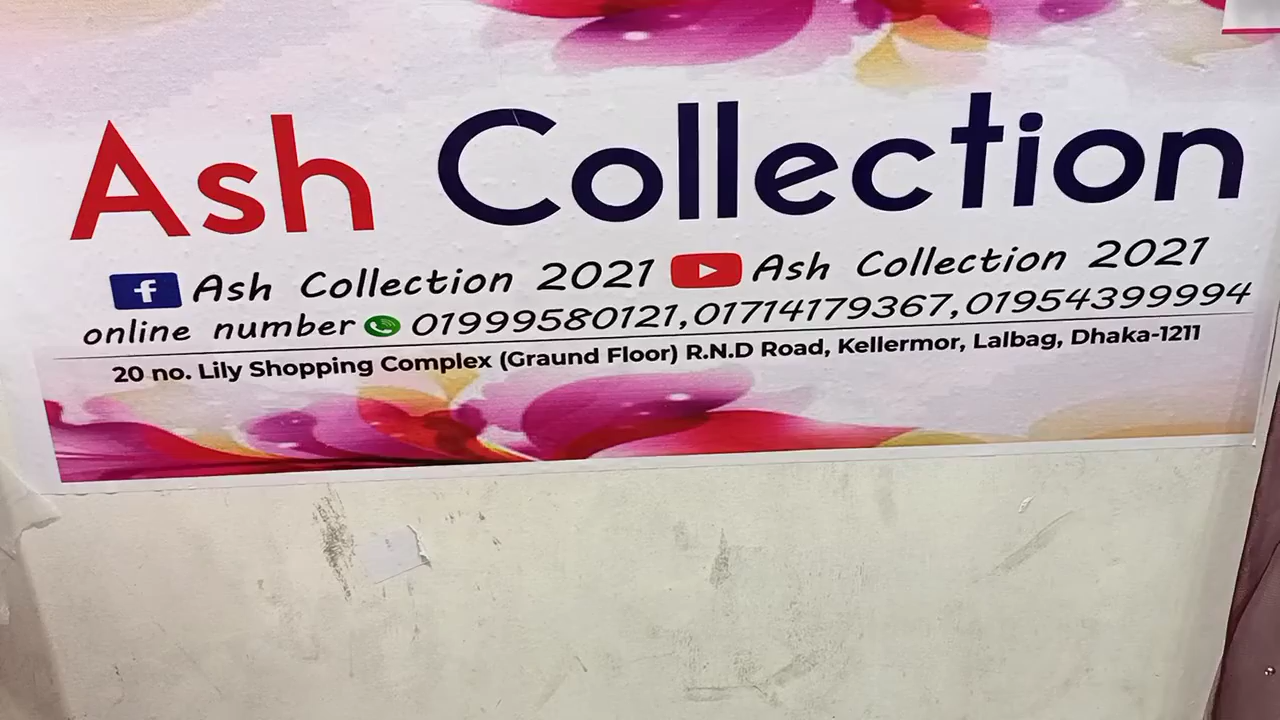 Ash Collection
Ash Collection 2021 Ash Collection 2021
online number 01999580121,01714179367,01954399994
20 no. Lily Shopping Complex (Graund Floor) R.N.D Road, Kellermor, Lalbag, Dhaka-1211